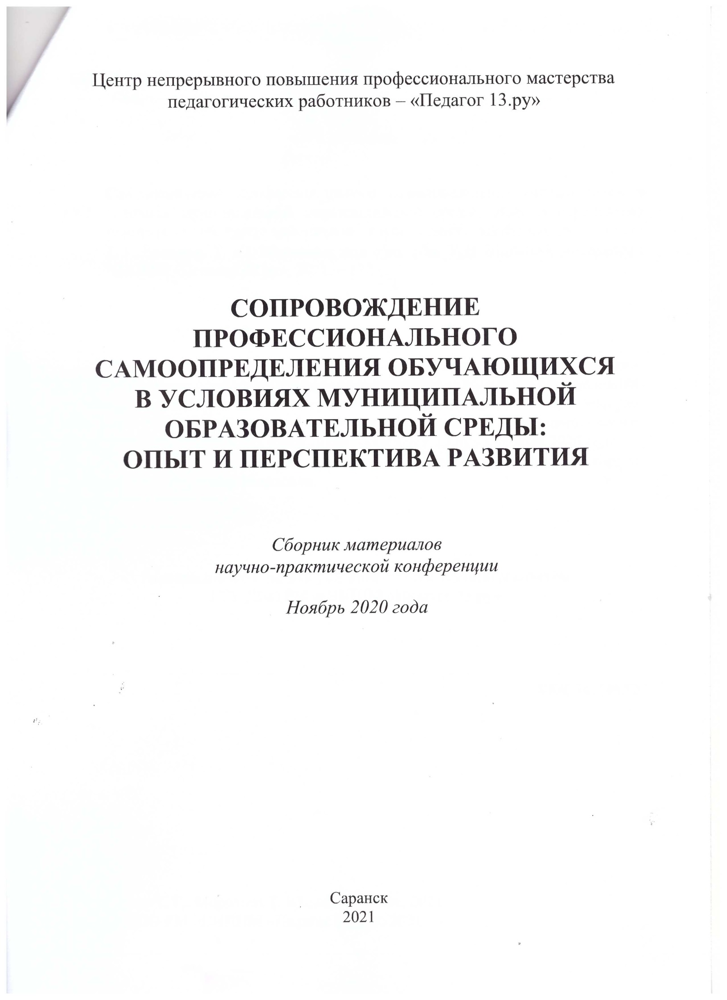 Центр непрерывного повышения профессионального мастерства
педагогических работников – «Педагог 13.ру»
СОПРОВОЖДЕНИЕ
ПРОФЕССИОНАЛЬНОГО
САМООПРЕДЕЛЕНИЯ ОБУЧАЮЩИХСЯ
В УСЛОВИЯХ МУНИЦИПАЛЬНОЙ
ОБРАЗОВАТЕЛЬНОЙ СРЕДЫ:
ОПЫТ И ПЕРСПЕКТИВА РАЗВИТИЯ
Сборник материалов
научно-практической конференции
Ноябрь 2020 года
Саранск
2021